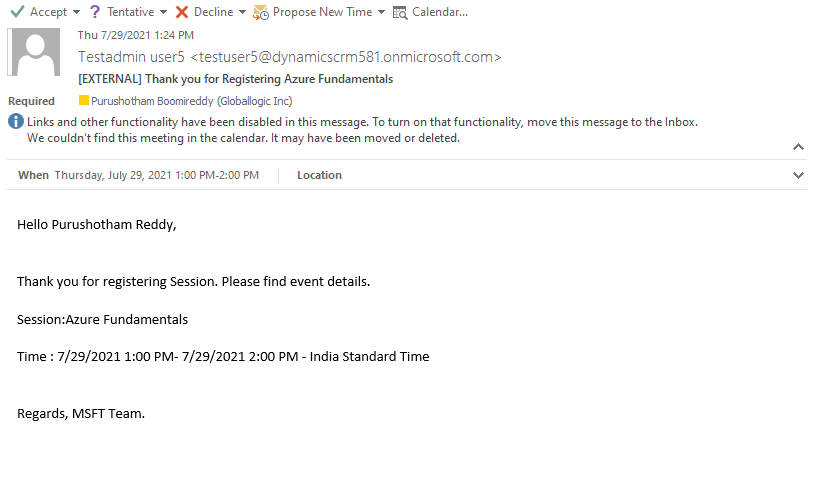 Accept Tentative Decline Propose New Time Calendar...
Thu 7/29/2021 1:24 PM
Testadmin user5 <testuser5@dynamicscrm581.onmicrosoft.com>
[EXTERNAL] Thank you for Registering Azure Fundamentals
Required Purushotham Boomireddy (Globallogic Inc)
Links and other functionality have been disabled in this message. To turn on that functionality, move this message to the Inbox.
We couldn't find this meeting in the calendar. It may have been moved or deleted.
When Thursday, July 29, 2021 1:00 PM-2:00 PM Location
Hello Purushotham Reddy,
Thank you for registering Session. Please find event details.
Session:Azure Fundamentals
Time : 7/29/2021 1:00 PM- 7/29/2021 2:00 PM - India Standard Time
Regards, MSFT Team.